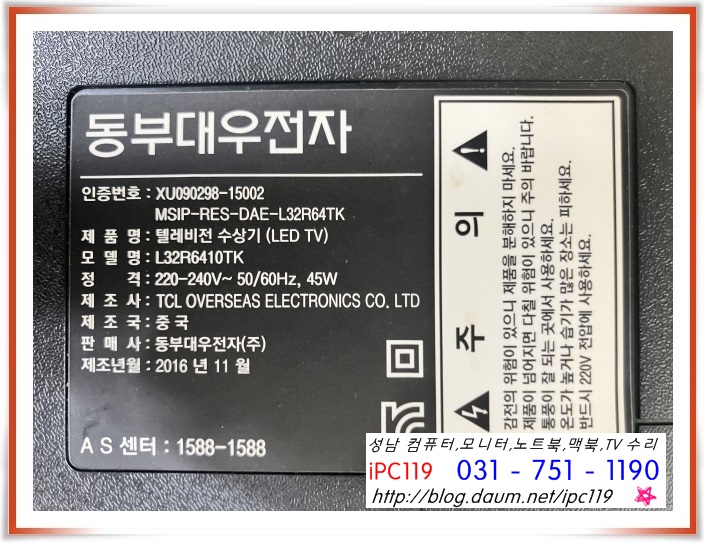 동부대우전자
인증번호 : XU090298-15002
MSIP-RES-DAE-L32R64TK
제 품 명 : 텔레비전 수상기 (LED TV)
모 델 명 : L32R6410TK
정 격 : 220-240V~ 50/60Hz, 45W
제 조 사 : TCL OVERSEAS ELECTRONICS CO. LTD
제 조 국 : 중 국
판 매 사 : 동부대우전자(주)
제조년월 : 2016 년 11 월
A S 센터 : 1588-1588
주 의
감전의 위험이 있으니 제품을 분해하지 마세요.
제품이 넘어지면 다칠 위험이 있으니 주의 바랍니다.
통풍이 잘 되는 곳에서 사용하세요.
온도가 높거나 습기가 많은 장소는 피하세요.
반드시 220V 전압에 사용하세요.
성남 컴퓨터,모니터,노트북,맥북,TV 수리
iPC119 031 - 751 - 1190
http://blog.daum.net/ipc119